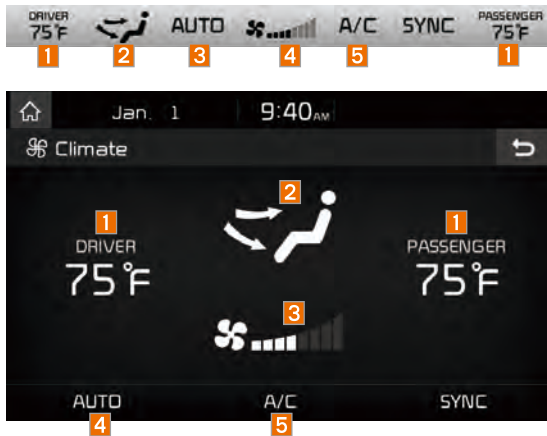 DRIVER PASSENGER
75°F AUTO A/C SYNC 75°F
1 2 3 4 5 1
Jan. 1 9:40AM
Climate
2
1 1
DRIVER PASSENGER
75°F 75°F
3
AUTO A/C SYNC
4 5